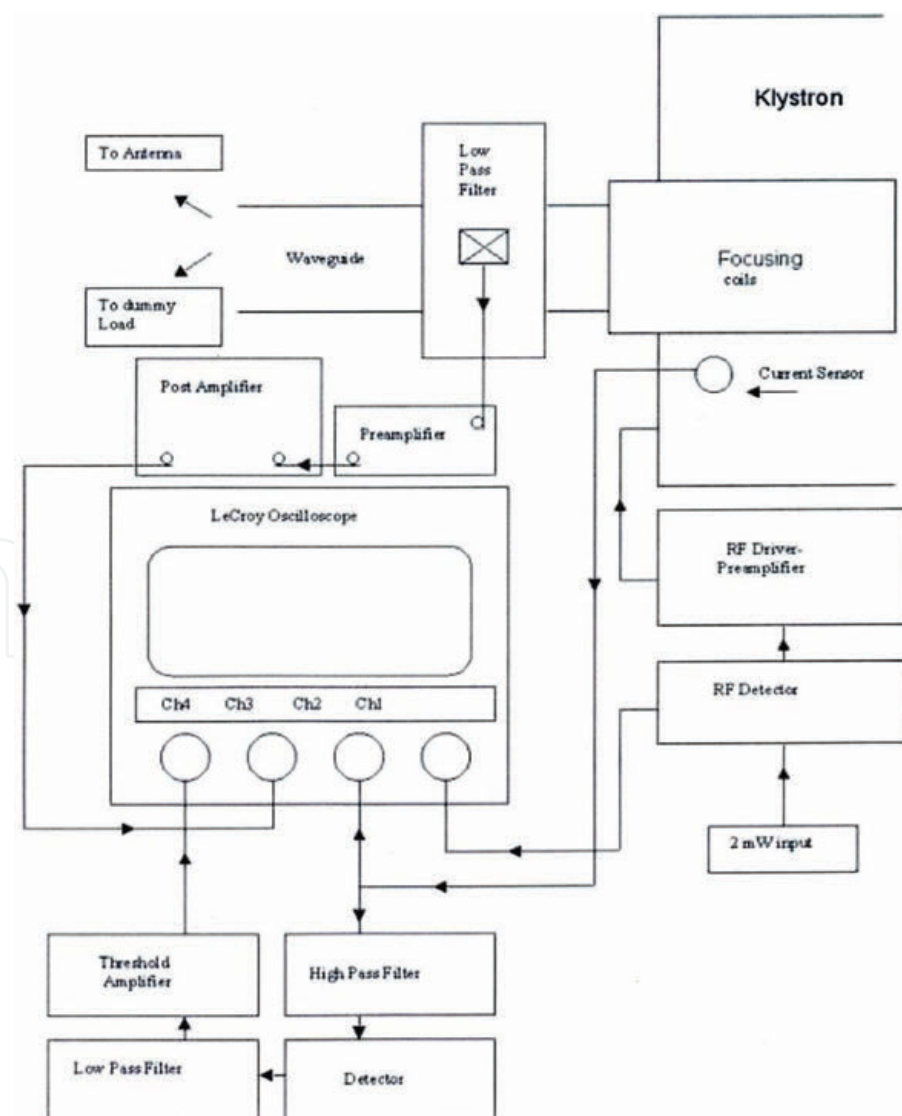 Klystron
To Antenna
Low
Pass
Filter
Waveguide
Focusing
coils
To dummy
Load
Post Amplifier
Current Sensor
Preamplifier
LeCroy Oscilloscope
RF Driver-
Preamplifier
RF Detector
Ch4 Ch3 Ch2 Ch1
2 mW input
Threshold
Amplifier
High Pass Filter
Low Pass Filter
Detector